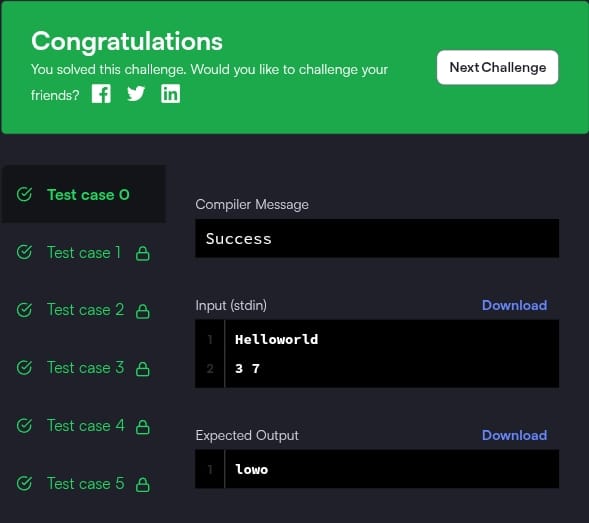 Congratulations
You solved this challenge. Would you like to challenge your
friends?
Next Challenge
Test case 0
Test case 1
Test case 2
Test case 3
Test case 4
Test case 5
Compiler Message
Success
Input (stdin)
Download
1 Helloworld
2 3 7
Expected Output
Download
1 lowo